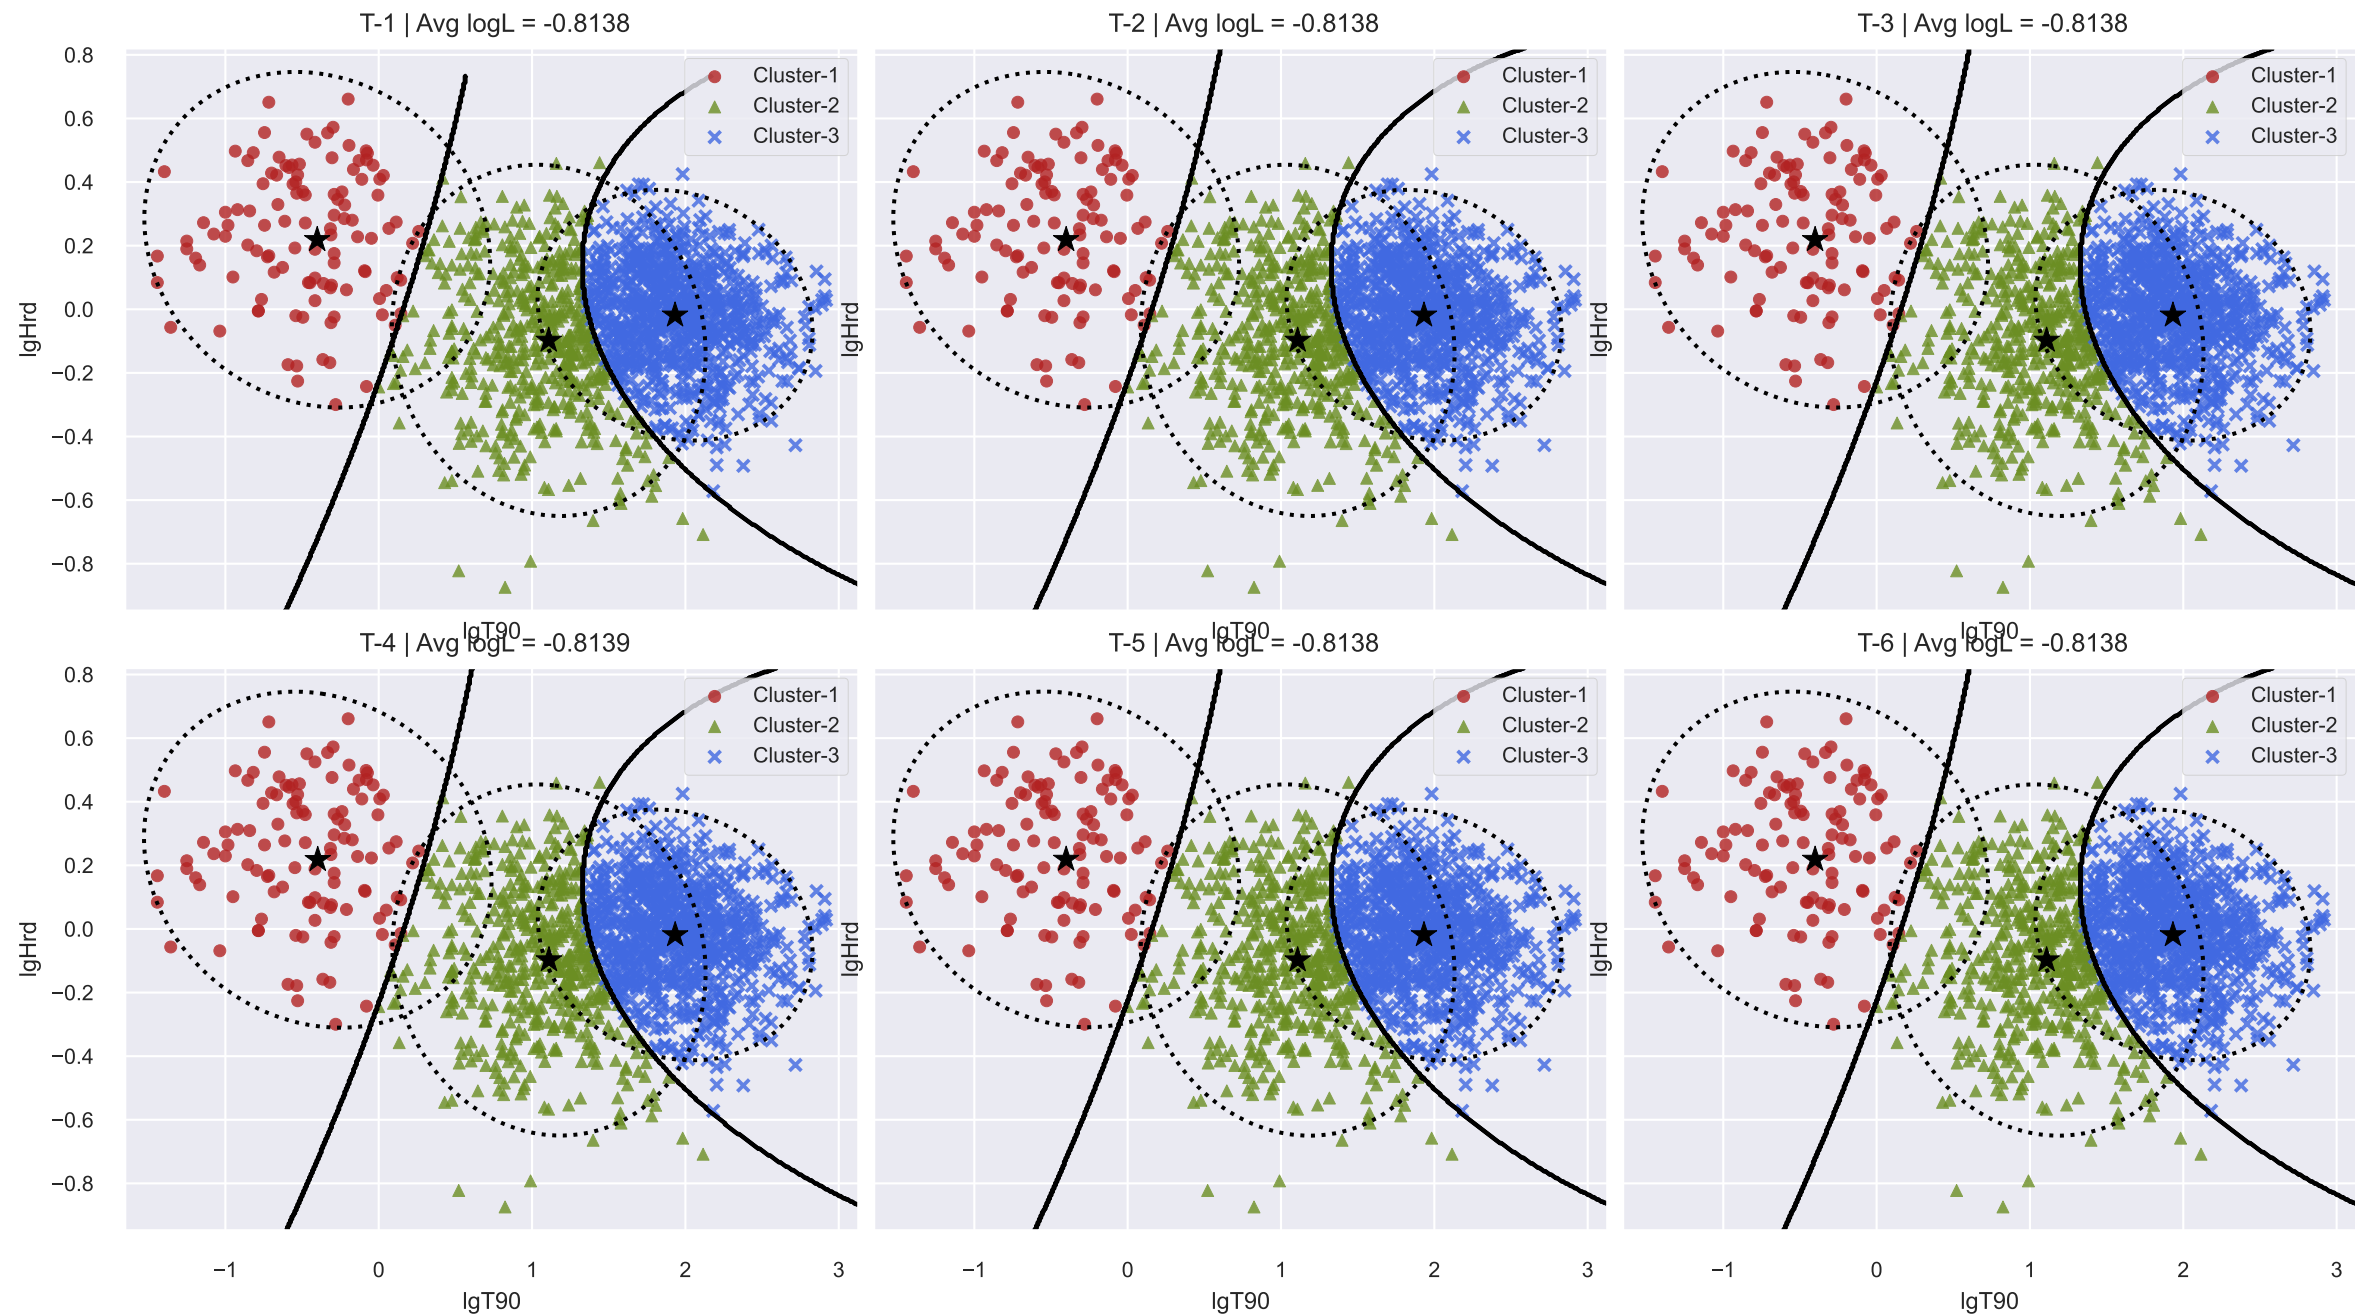 T-1 | Avg logL = -0.8138
T-2 | Avg logL = -0.8138
T-3 | Avg logL = -0.8138
0.8
0.6
0.4
0.2
0.0
−0.2
−0.4
−0.6
−0.8
lgHrd
Cluster-1
Cluster-2
Cluster-3
lgHrd
Cluster-1
Cluster-2
Cluster-3
lgHrd
Cluster-1
Cluster-2
Cluster-3
lgT90
lgT90
lgT90
T-4 | Avg logL = -0.8139
T-5 | Avg logL = -0.8138
T-6 | Avg logL = -0.8138
0.8
0.6
0.4
0.2
0.0
−0.2
−0.4
−0.6
−0.8
lgHrd
Cluster-1
Cluster-2
Cluster-3
lgHrd
Cluster-1
Cluster-2
Cluster-3
lgHrd
Cluster-1
Cluster-2
Cluster-3
−1 0 1 2 3
−1 0 1 2 3
−1 0 1 2 3
lgT90
lgT90
lgT90